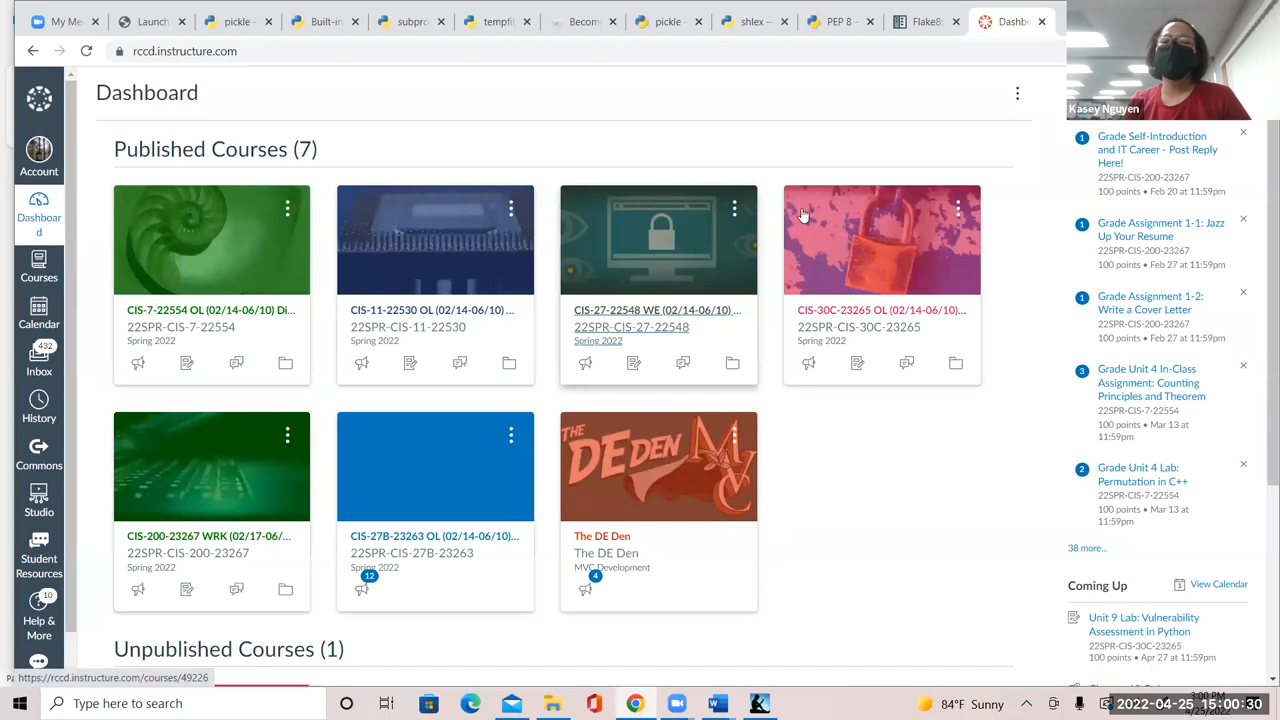 My Me
Launch
pickle -
Built-in
subpro
tempfil
Becom
pickle -
shlex –
PEP 8 –
Flake8:
Dashbo
rccd.instructure.com
Kasey Nguyen
Account
Dashboar
d
Courses
Calendar
432
Inbox
History
Commons
Studio
Student
Resources
10
Help &
More
Dashboard
Published Courses (7)
CIS-7-22554 OL (02/14-06/10) Di...
22SPR-CIS-7-22554
Spring 2022
CIS-11-22530 OL (02/14-06/10) ...
22SPR-CIS-11-22530
Spring 2022
CIS-27-22548 WE (02/14-06/10) ...
22SPR-CIS-27-22548
Spring 2022
CIS-30C-23265 OL (02/14-06/10)...
22SPR-CIS-30C-23265
Spring 2022
CIS-200-23267 WRK (02/17-06/...
22SPR-CIS-200-23267
Spring 2022
CIS-27B-23263 OL (02/14-06/10)...
22SPR-CIS-27B-23263
Spring 2022
12
THE
DE DEN
MVC
The DE Den
The DE Den
MVC Development
4
Unpublished Courses (1)
https://rccd.instructure.com/courses/49226
1
Grade Self-Introduction
and IT Career - Post Reply
Here!
22SPR-CIS-200-23267
100 points • Feb 20 at 11:59pm
1
Grade Assignment 1-1: Jazz
Up Your Resume
22SPR-CIS-200-23267
100 points • Feb 27 at 11:59pm
1
Grade Assignment 1-2:
Write a Cover Letter
22SPR-CIS-200-23267
100 points • Feb 27 at 11:59pm
3
Grade Unit 4 In-Class
Assignment: Counting
Principles and Theorem
22SPR-CIS-7-22554
100 points • Mar 13 at
11:59pm
2
Grade Unit 4 Lab:
Permutation in C++
22SPR-CIS-7-22554
100 points • Mar 13 at
11:59pm
38 more...
Coming Up
View Calendar
Unit 9 Lab: Vulnerability
Assessment in Python
22SPR-CIS-30C-23265
100 points • Apr 27 at 11:59pm
Type here to search
84°F Sunny
3:00 PM
2022-04-25 15:00:30